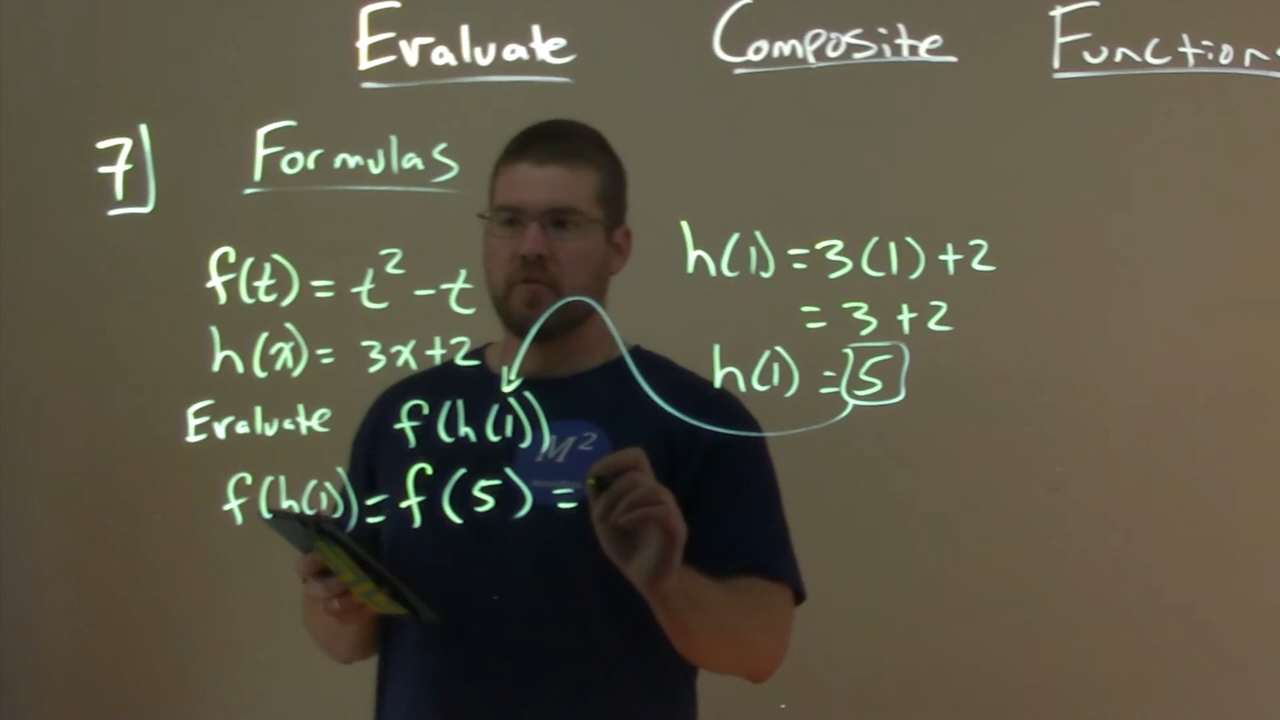 Evaluate Composite Function
7] Formulas
f(t) = t² - t
h(x) = 3x+2
Evaluate f(h(1))
f(h(1)) = f(5) =
h(1) = 3(1) + 2
= 3 + 2
h(1) = 5
M²